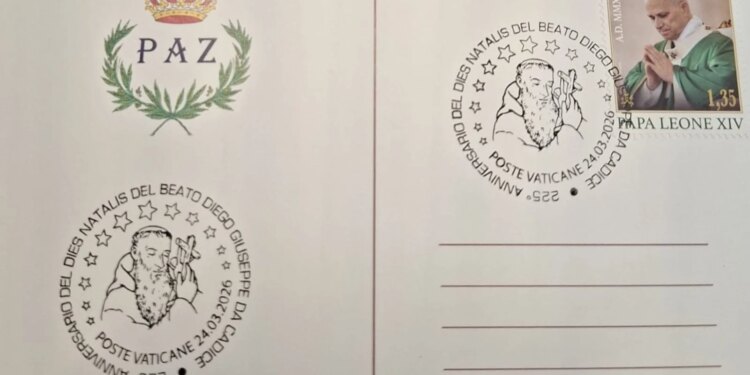 PAZ
225° ANNIVERSARIO DEL DIES NATALIS DEL BEATO DIEGO GIUSEPPE DA CADICE
POSTE VATICANE 24.03.2026
A.D. 
1,35
PAPA LEONE XIV
ANNIVERSARIO DEL DIES NATALIS DEL BEATO DIEGO GIUSEPPE DA CADICE
POSTE VATICANE 24.03.2026